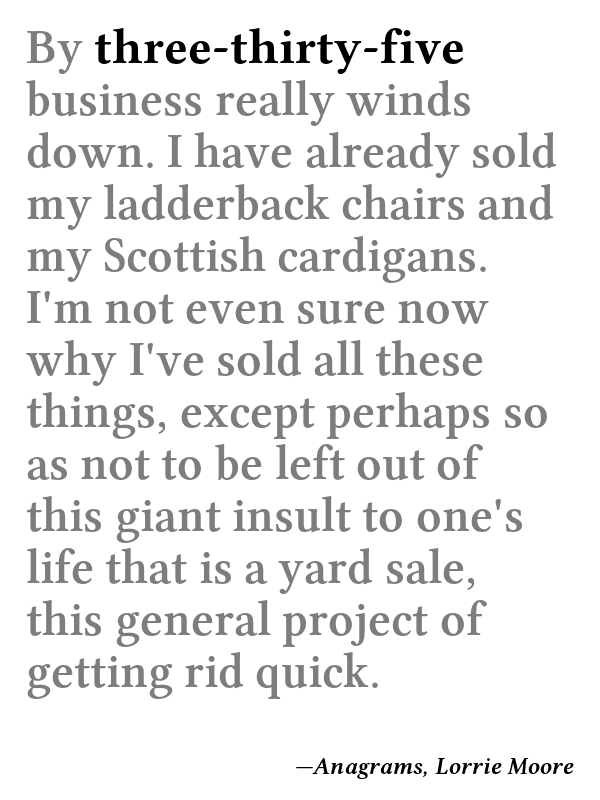 By three-thirty-five
business really winds
down. I have already sold
my ladderback chairs and
my Scottish cardigans.
I'm not even sure now
why I've sold all these
things, except perhaps so
as not to be left out of
this giant insult to one's
life that is a yard sale,
this general project of
getting rid quick.
—Anagrams, Lorrie Moore